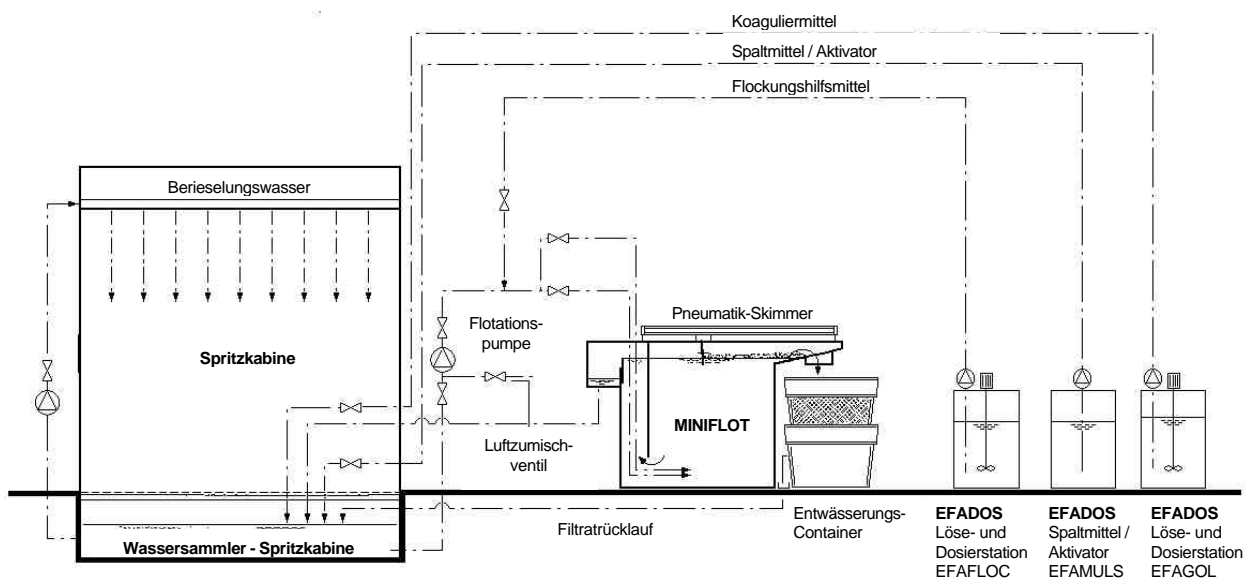 Koaguliermittel
Spaltmittel / Aktivator
Flockungshilfsmittel
Berieselungswasser
Pneumatik-Skimmer
Flotations-
pumpe
Spritzkabine
MINIFLOT
Luftzumisch-
ventil
Filtratrücklauf
Wassersammler - Spritzkabine
Entwässerungs-
Container
EFADOS
Löse- und
Dosierstation
EFAFLOC
EFADOS
Spaltmittel /
Aktivator
EFAMULS
EFADOS
Löse- und
Dosierstation
EFAGOL